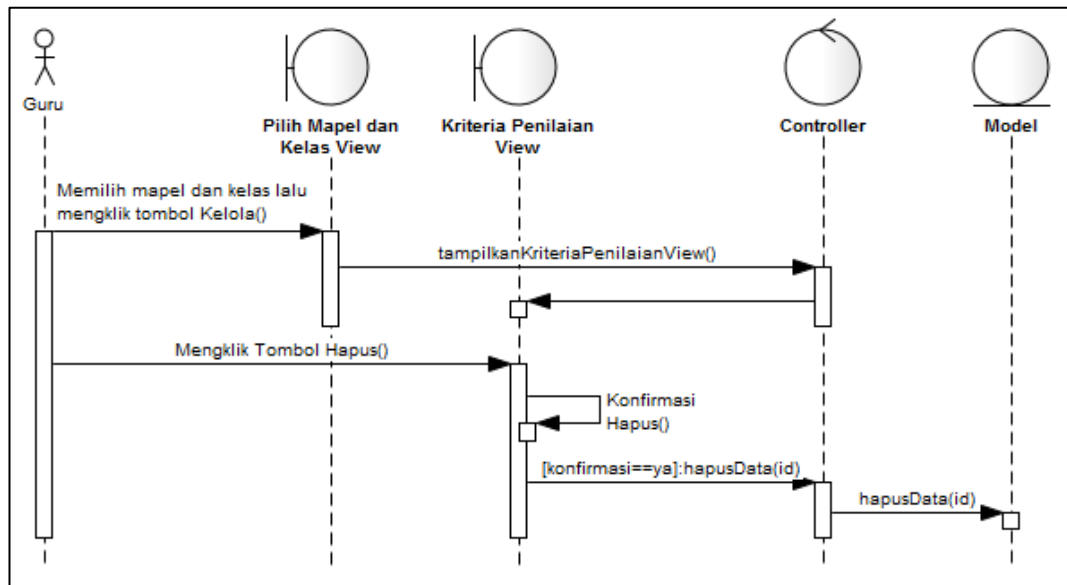 Guru
Pilih Mapel dan
Kelas View
Kriteria Penilaian
View
Controller
Model
Memilih mapel dan kelas lalu
mengklik tombol Kelola()
tampilkanKriteriaPenilaianView()
Mengklik Tombol Hapus()
Konfirmasi
Hapus()
[konfirmasi==ya]:hapusData(id)
hapusData(id)